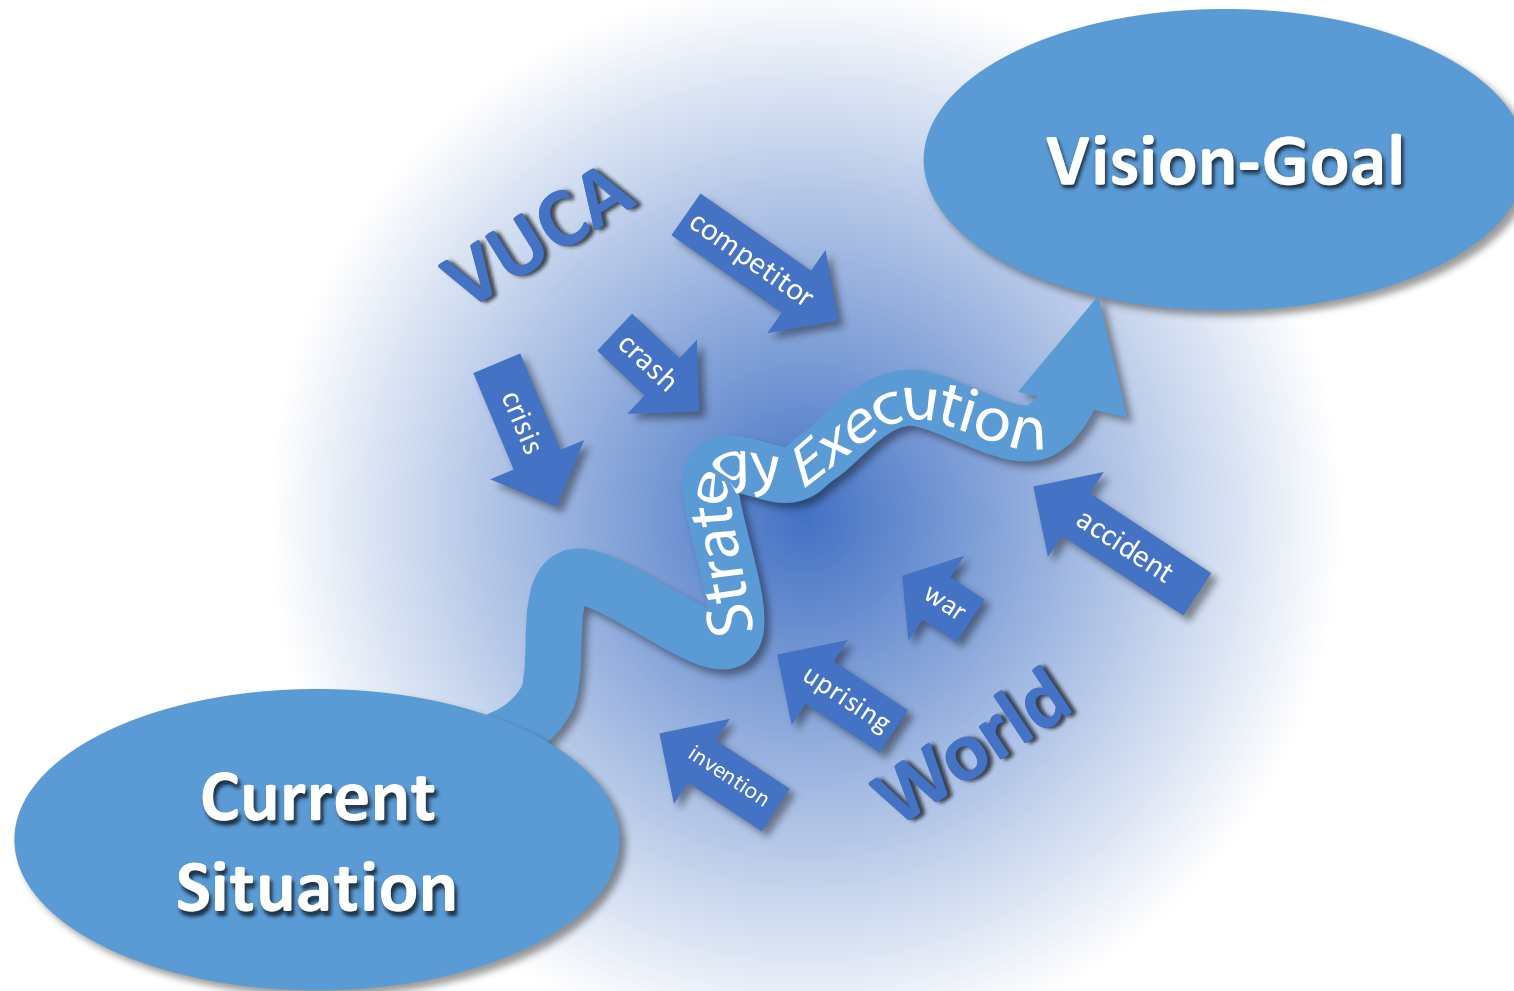 Vision-Goal
VUCA
competitor
crash
crisis
Strategy Execution
accident
war
uprising
World
invention
Current
Situation